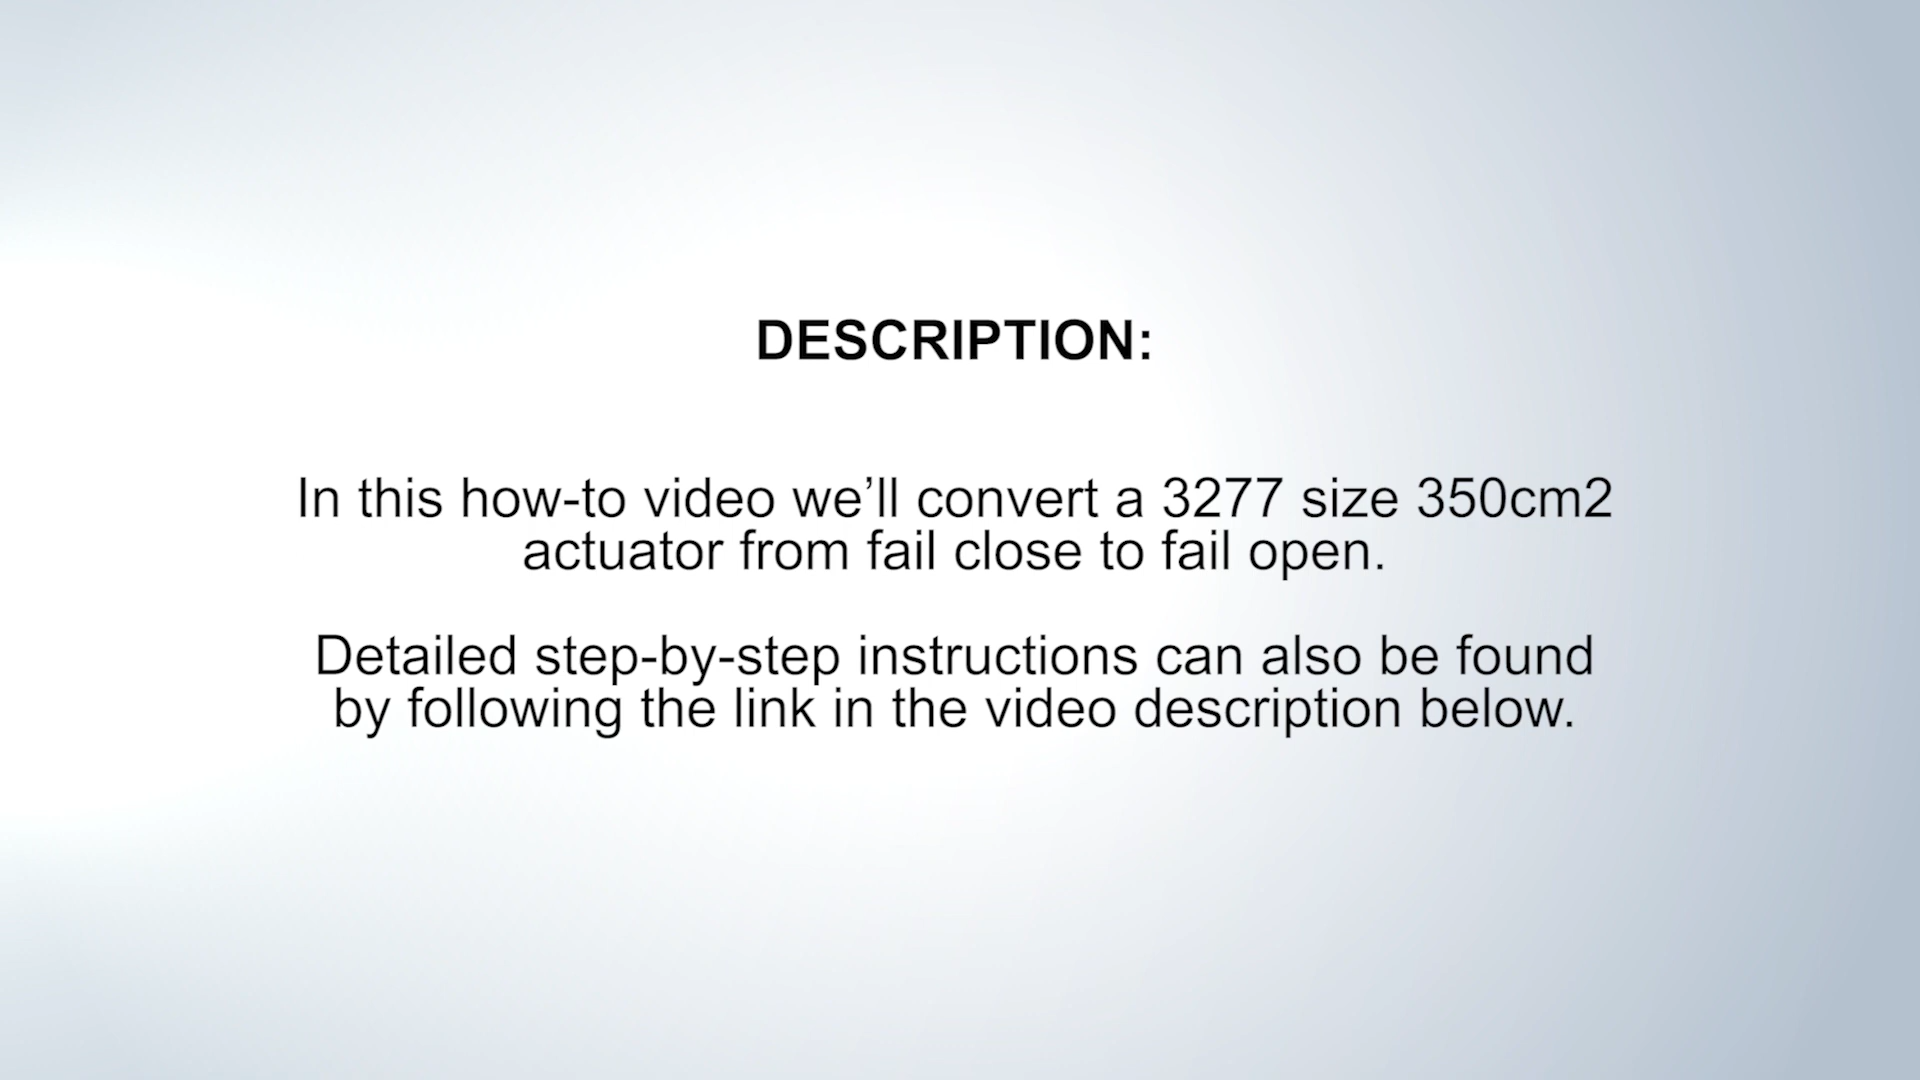 DESCRIPTION:
In this how-to video we’ll convert a 3277 size 350cm2
actuator from fail close to fail open.
Detailed step-by-step instructions can also be found
by following the link in the video description below.